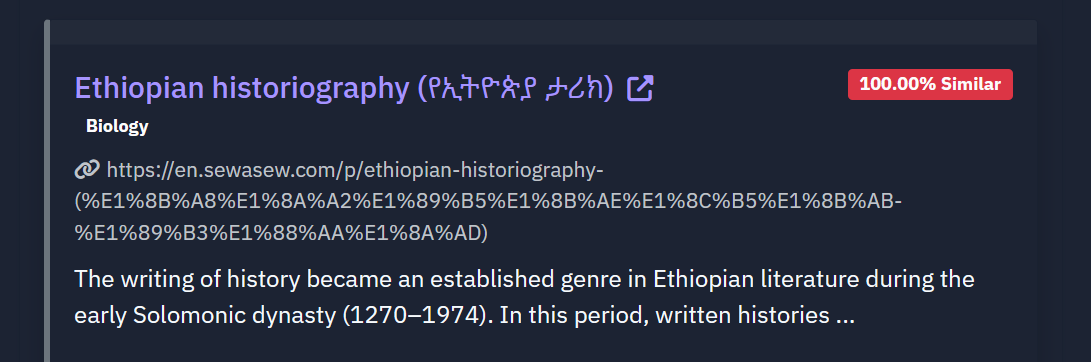 Ethiopian historiography (የኢትዮጵያ ታሪክ)
100.00% Similar
Biology
https://en.sewasew.com/p/ethiopian-historiography-
(%E1%8B%A8%E1%8A%A2%E1%89%B5%E1%8B%AE%E1%8C%B5%E1%8B%AB-
%E1%89%B3%E1%88%AA%E1%8A%AD)
The writing of history became an established genre in Ethiopian literature during the
early Solomonic dynasty (1270–1974). In this period, written histories ...